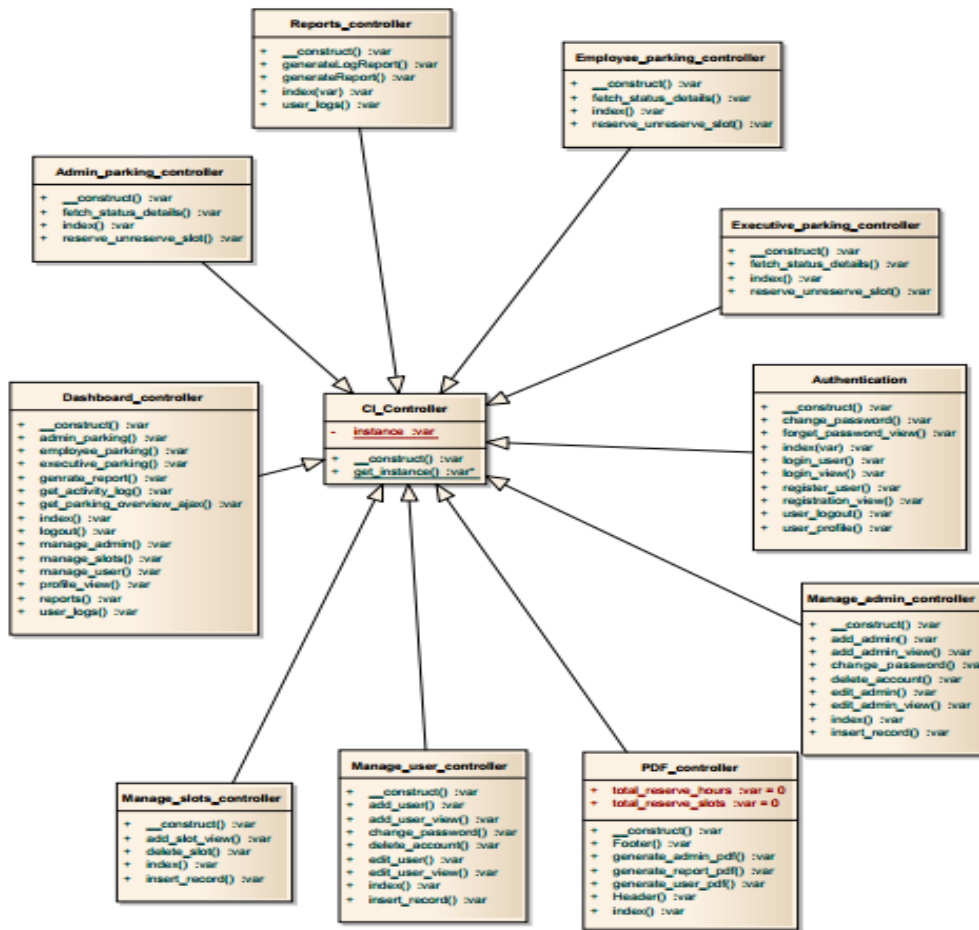 Reports_controller
+ __construct() :var
+ generateLogReport() :var
+ generateReport() :var
+ index(var) :var
+ user_logs() :var
Employee_parking_controller
+ __construct() :var
+ fetch_status_details() :var
+ index() :var
+ reserve_unreserve_slot() :var
Admin_parking_controller
+ __construct() :var
+ fetch_status_details() :var
+ index() :var
+ reserve_unreserve_slot() :var
Executive_parking_controller
+ __construct() :var
+ fetch_status_details() :var
+ index() :var
+ reserve_unreserve_slot() :var
Dashboard_controller
+ __construct() :var
+ admin_parking() :var
+ employee_parking() :var
+ executive_parking() :var
+ genrate_report() :var
+ get_activity_log() :var
+ get_parking_overview_ajax() :var
+ index() :var
+ logout() :var
+ manage_admin() :var
+ manage_slots() :var
+ manage_user() :var
+ profile_view() :var
+ reports() :var
+ user_logs() :var
CI_Controller
- instance :var
+ __construct() :var
+ get_instance() :var*
Authentication
+ __construct() :var
+ change_password() :var
+ forget_password_view() :var
+ index(var) :var
+ login_user() :var
+ login_view() :var
+ register_user() :var
+ registration_view() :var
+ user_logout() :var
+ user_profile() :var
Manage_admin_controller
+ __construct() :var
+ add_admin() :var
+ add_admin_view() :var
+ change_password() :va
+ delete_account() :var
+ edit_admin() :var
+ edit_admin_view() :var
+ index() :var
+ insert_record() :var
Manage_slots_controller
+ __construct() :var
+ add_slot_view() :var
+ delete_slot() :var
+ index() :var
+ insert_record() :var
Manage_user_controller
+ __construct() :var
+ add_user() :var
+ add_user_view() :var
+ change_password() :var
+ delete_account() :var
+ edit_user() :var
+ edit_user_view() :var
+ index() :var
+ insert_record() :var
PDF_controller
+ total_reserve_hours :var = 0
+ total_reserve_slots :var = 0
+ __construct() :var
+ Footer() :var
+ generate_admin_pdf() :var
+ generate_report_pdf() :var
+ generate_user_pdf() :var
+ Header() :var
+ index() :var